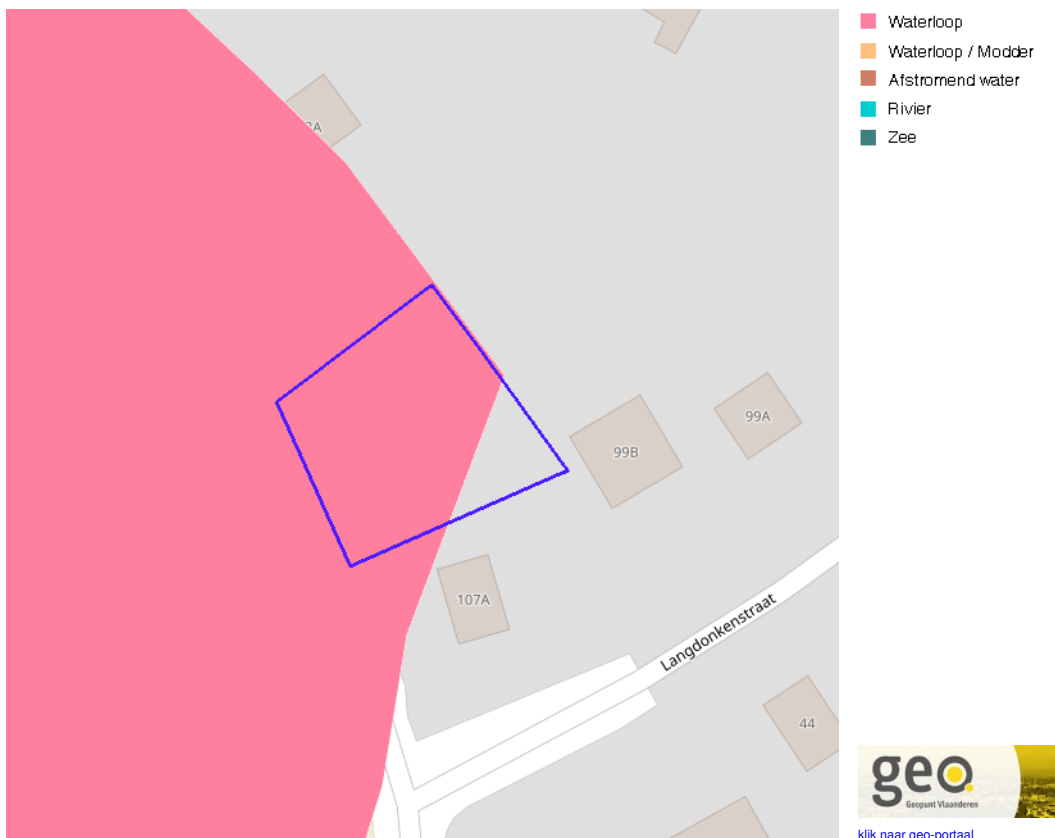 Waterloop
Waterloop / Modder
Afstromend water
Rivier
Zee
99A
99B
107A
Langdonkenstraat
44
geo.
Geopunt Vlaanderen
klik naar geo-portaal